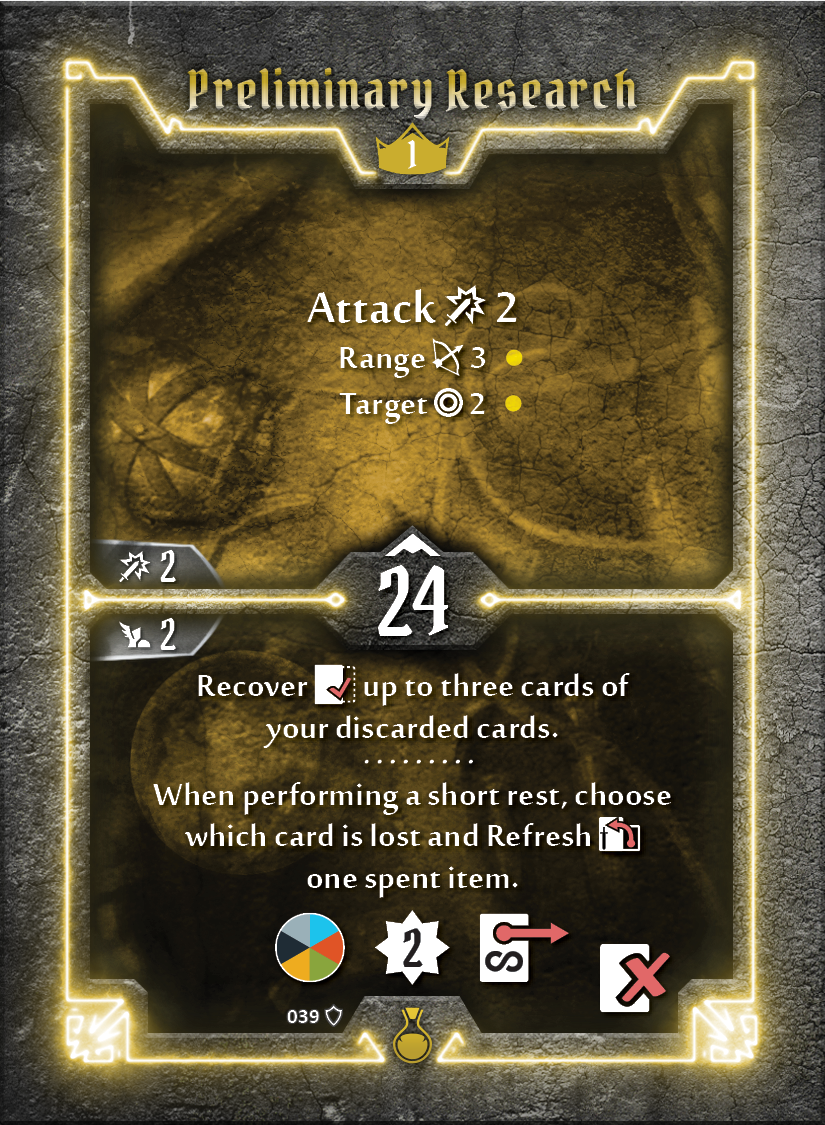 Preliminary Research
1
Attack 2
Range 3
Target 2
2
24
2
Recover up to three cards of
your discarded cards.
When performing a short rest, choose
which card is lost and Refresh
one spent item.
2
039